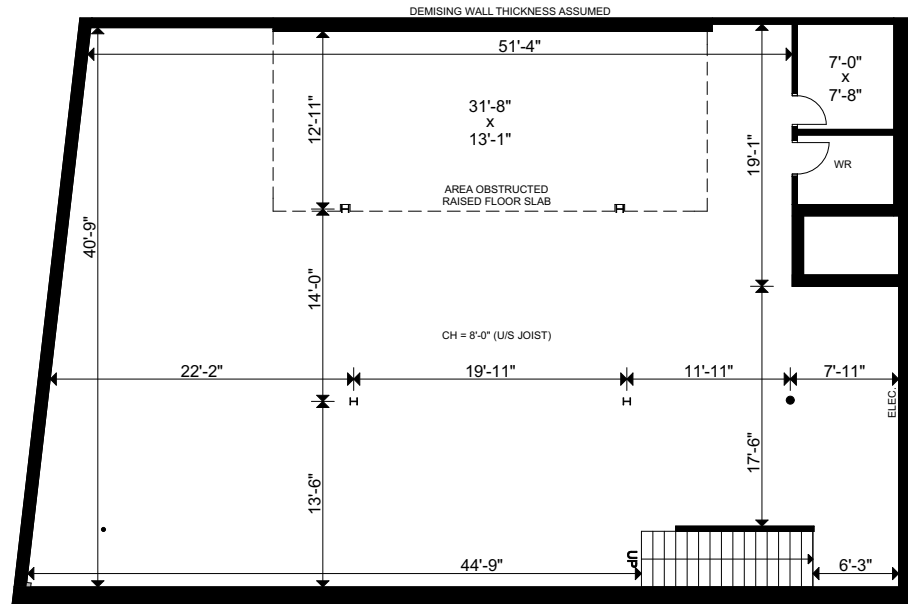 DEMISING WALL THICKNESS ASSUMED
51'-4"
7'-0"
x
7'-8"
12'-11"
31'-8"
x
13'-1"
19'-1"
WR
AREA OBSTRUCTED
RAISED FLOOR SLAB
40'-9"
14'-0"
CH = 8'-0" (U/S JOIST)
22'-2"
19'-11"
11'-11"
7'-11"
ELEC.
17'-6"
13'-6"
UP
44'-9"
6'-3"